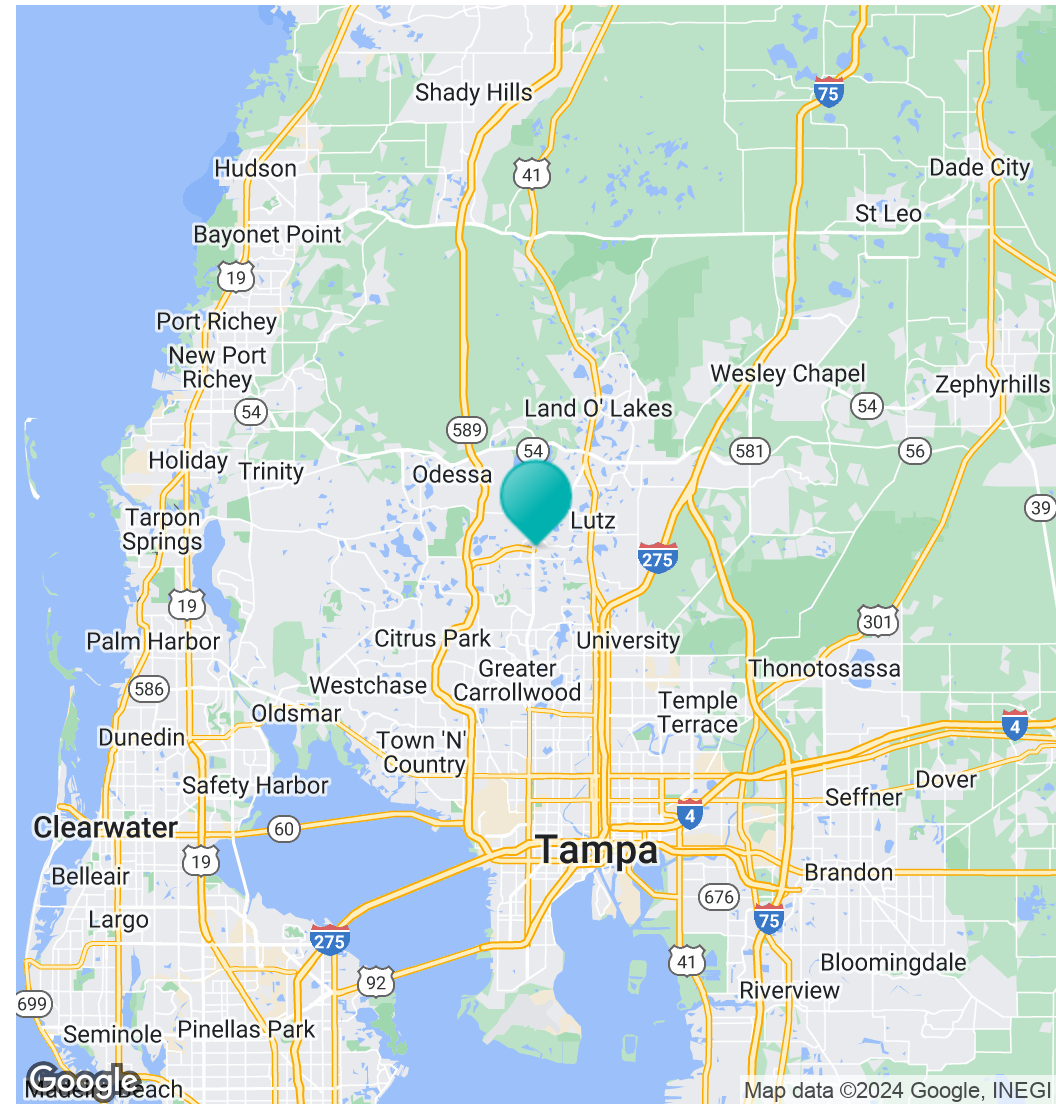 Shady Hills
75
Hudson
41
Dade City
St Leo
Bayonet Point
19
Port Richey
New Port
Richey
Wesley Chapel
Zephyrhills
54
54
Land O' Lakes
589
54
581
56
Holiday
Trinity
Odessa
39
Tarpon
Springs
Lutz
275
19
301
Palm Harbor
Citrus Park
University
Greater
Carrollwood
Thonotosassa
586
Westchase
Temple
Terrace
Oldsmar
4
Dunedin
Town 'N'
Country
Safety Harbor
Dover
Seffner
4
Clearwater
60
Tampa
19
Belleair
Brandon
676
Largo
75
275
41
Bloomingdale
92
Riverview
699
Seminole
Pinellas Park
Google
Madeira Beach
Map data ©2024 Google, INEGI